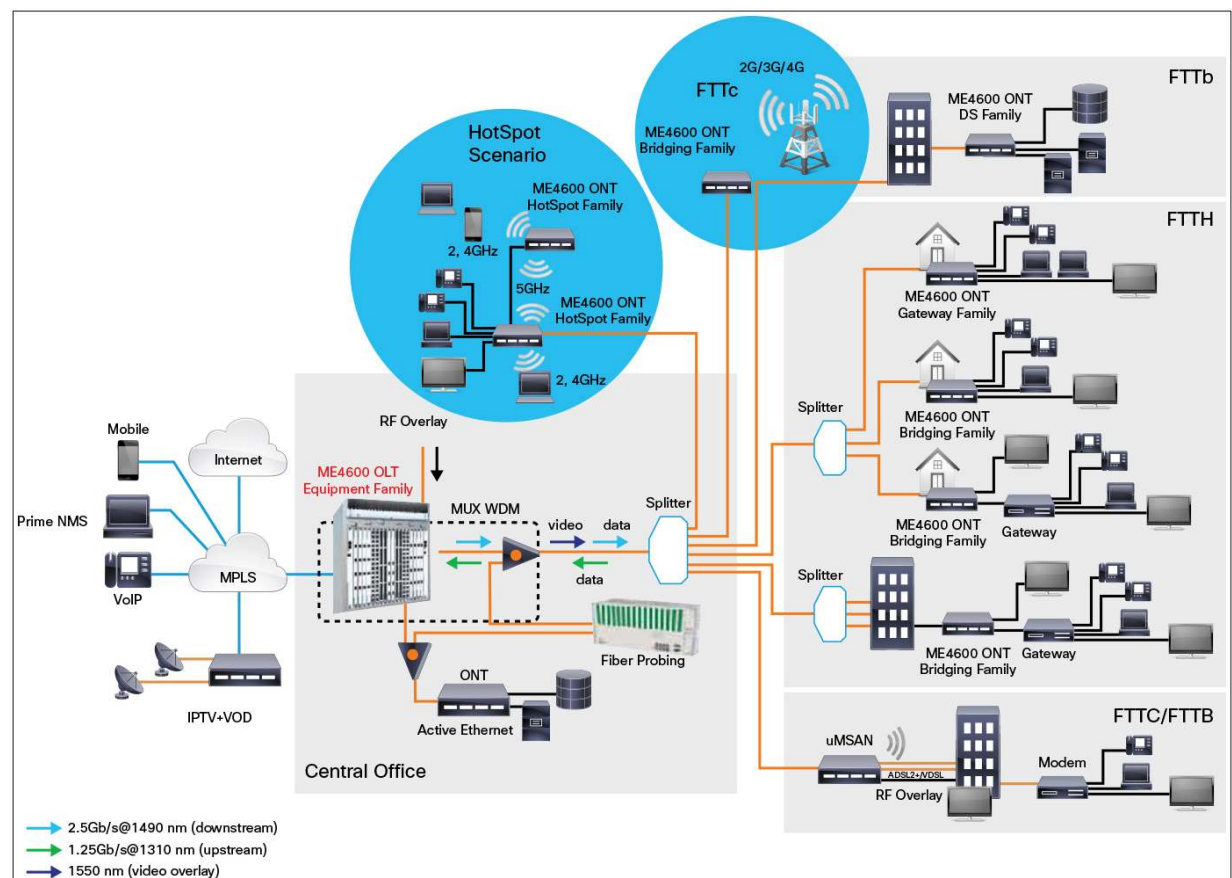 2G/3G/4G
FTTc
ME4600 ONT
Bridging Family
FTTb
ME4600 ONT
DS Family
HotSpot
Scenario
ME4600 ONT
HotSpot Family
2, 4GHz
5GHz
ME4600 ONT
HotSpot Family
2, 4GHz
FTTH
ME4600 ONT
Gateway Family
Splitter
ME4600 ONT
Bridging Family
ME4600 ONT
Bridging Family
Gateway
Splitter
ME4600 ONT
Bridging Family
Gateway
RF Overlay
Mobile
Internet
ME4600 OLT
Equipment Family
MUX WDM
video
data
Splitter
Prime NMS
MPLS
data
VoIP
Fiber Probing
ONT
IPTV+VOD
Active Ethernet
Central Office
FTTC/FTTB
uMSAN
ADSL2+/VDSL
Modem
RF Overlay
2.5Gb/s@1490 nm (downstream)
1.25Gb/s@1310 nm (upstream)
1550 nm (video overlay)